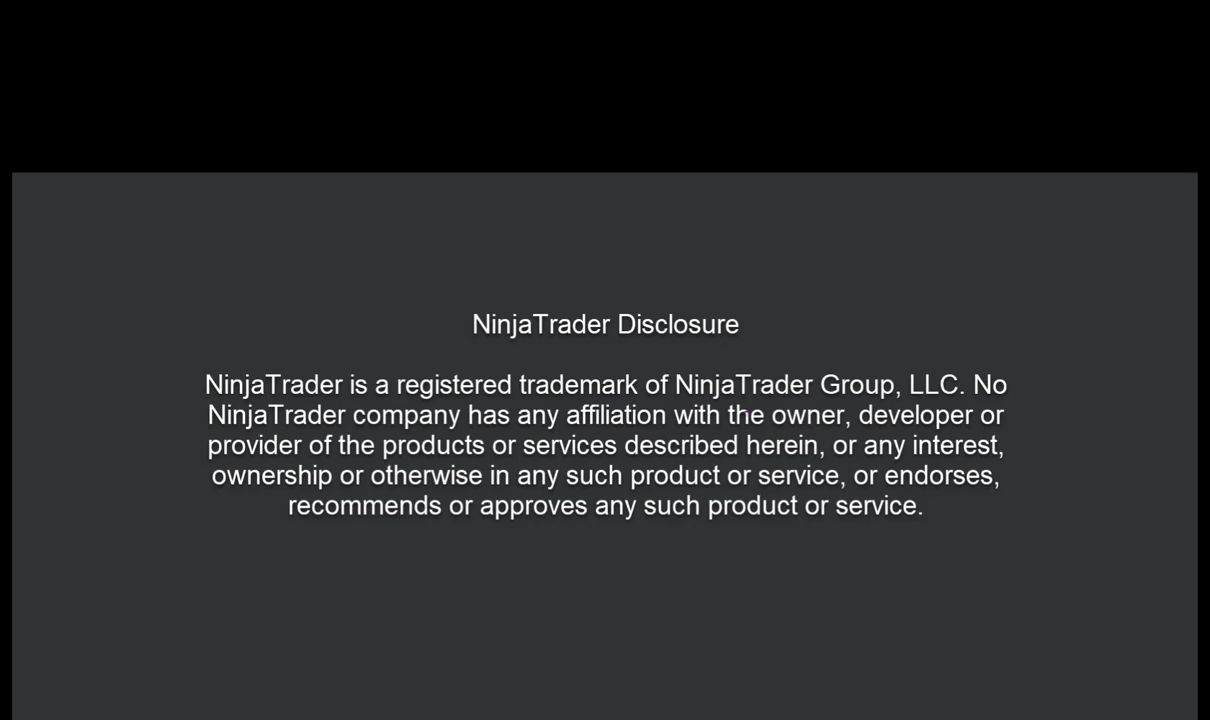 NinjaTrader Disclosure
NinjaTrader is a registered trademark of NinjaTrader Group, LLC. No
NinjaTrader company has any affiliation with the owner, developer or
provider of the products or services described herein, or any interest,
ownership or otherwise in any such product or service, or endorses,
recommends or approves any such product or service.